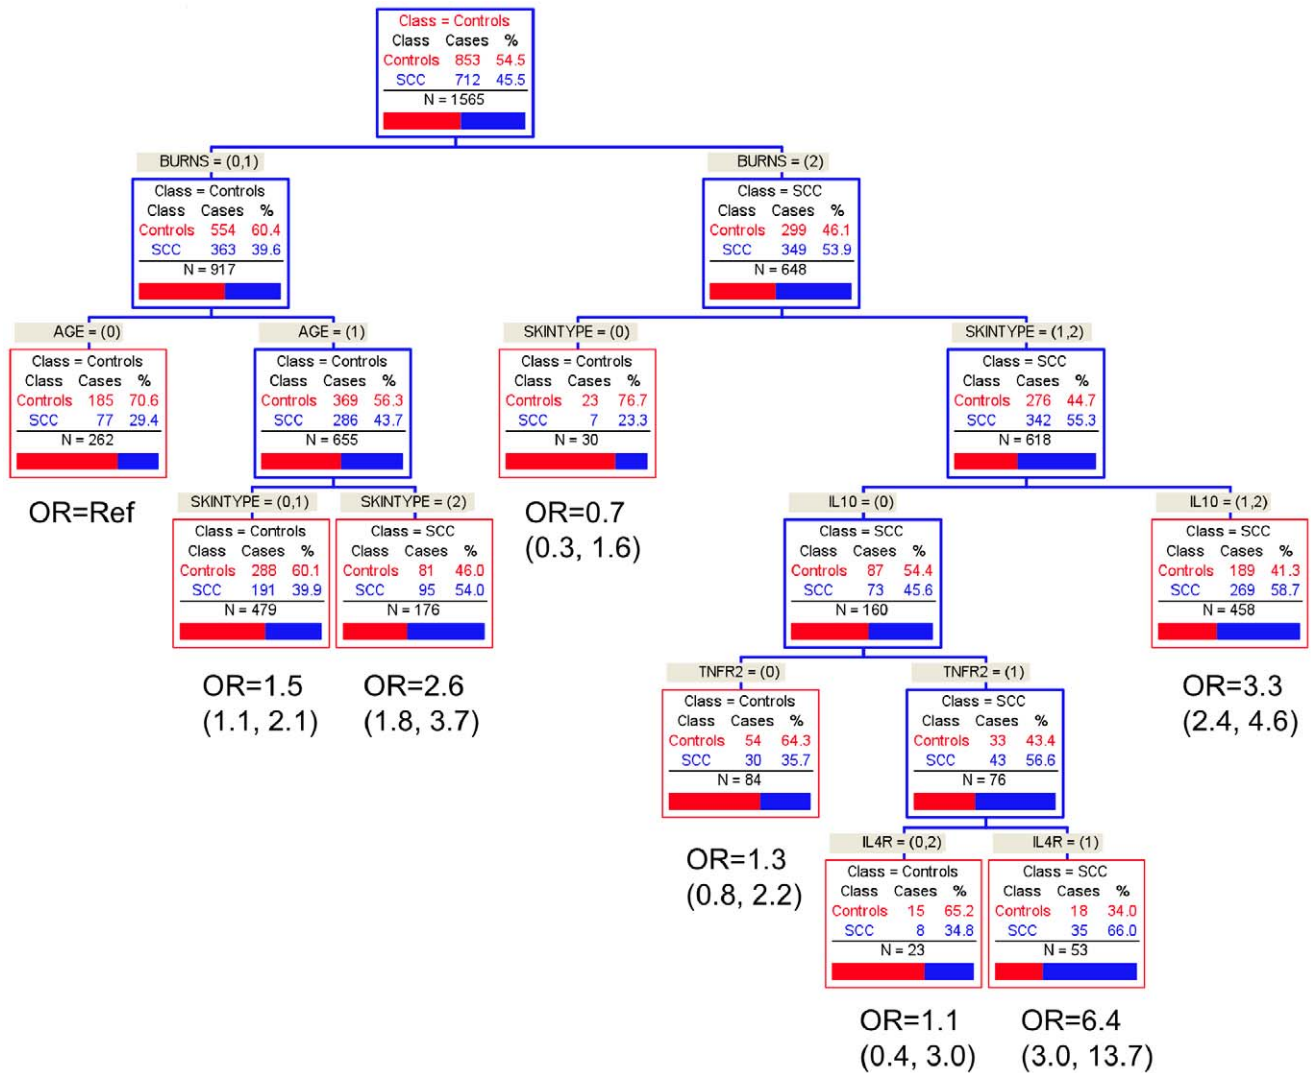 Class = Controls
Class Cases %
Controls 853 54.5
SCC 712 45.5
N = 1565
BURNS = (0,1)
Class = Controls
Class Cases %
Controls 554 60.4
SCC 363 39.6
N = 917
BURNS = (2)
Class = SCC
Class Cases %
Controls 299 46.1
SCC 349 53.9
N = 648
AGE = (0)
Class = Controls
Class Cases %
Controls 185 70.6
SCC 77 29.4
N = 262
OR=Ref
AGE = (1)
Class = Controls
Class Cases %
Controls 369 56.3
SCC 286 43.7
N = 655
SKINTYPE = (0)
Class = Controls
Class Cases %
Controls 23 76.7
SCC 7 23.3
N = 30
OR=0.7
(0.3, 1.6)
SKINTYPE = (1,2)
Class = SCC
Class Cases %
Controls 276 44.7
SCC 342 55.3
N = 618
SKINTYPE = (0,1)
Class = Controls
Class Cases %
Controls 288 60.1
SCC 191 39.9
N = 479
OR=1.5
(1.1, 2.1)
SKINTYPE = (2)
Class = SCC
Class Cases %
Controls 81 46.0
SCC 95 54.0
N = 176
OR=2.6
(1.8, 3.7)
IL10 = (0)
Class = SCC
Class Cases %
Controls 87 54.4
SCC 73 45.6
N = 160
IL10 = (1,2)
Class = SCC
Class Cases %
Controls 189 41.3
SCC 269 58.7
N = 458
OR=3.3
(2.4, 4.6)
TNFR2 = (0)
Class = Controls
Class Cases %
Controls 54 64.3
SCC 30 35.7
N = 84
OR=1.3
(0.8, 2.2)
TNFR2 = (1)
Class = SCC
Class Cases %
Controls 33 43.4
SCC 43 56.6
N = 76
IL4R = (0,2)
Class = Controls
Class Cases %
Controls 15 65.2
SCC 8 34.8
N = 23
OR=1.1
(0.4, 3.0)
IL4R = (1)
Class = SCC
Class Cases %
Controls 18 34.0
SCC 35 66.0
N = 53
OR=6.4
(3.0, 13.7)